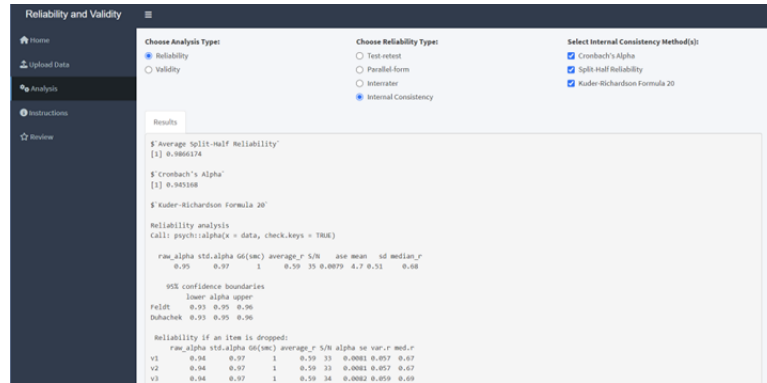 Reliability and Validity
Home
Upload Data
Analysis
Instructions
Review
Choose Analysis Type:
Reliability
Validity
Choose Reliability Type:
Test-retest
Parallel-form
Interrater
Internal Consistency
Select Internal Consistency Method(s):
Cronbach's Alpha
Split-Half Reliability
Kuder-Richardson Formula 20
Results
$`Average Split-Half Reliability`
[1] 0.9866174
$`Cronbach's Alpha`
[1] 0.945168
$`Kuder-Richardson Formula 20`
Reliability analysis
Call: psych::alpha(x = data, check.keys = TRUE)
raw_alpha std.alpha G6(smc) average_r S/N ase mean sd median_r
0.95 0.97 1 0.59 35 0.0079 4.7 0.51 0.68
95% confidence boundaries
lower alpha upper
Feldt 0.93 0.95 0.96
Duhachek 0.93 0.95 0.96
Reliability if an item is dropped:
raw_alpha std.alpha G6(smc) average_r S/N alpha se var.r med.r
v1 0.94 0.97 1 0.59 33 0.0081 0.057 0.67
v2 0.94 0.97 1 0.59 33 0.0081 0.057 0.67
v3 0.94 0.97 1 0.59 34 0.0082 0.059 0.69